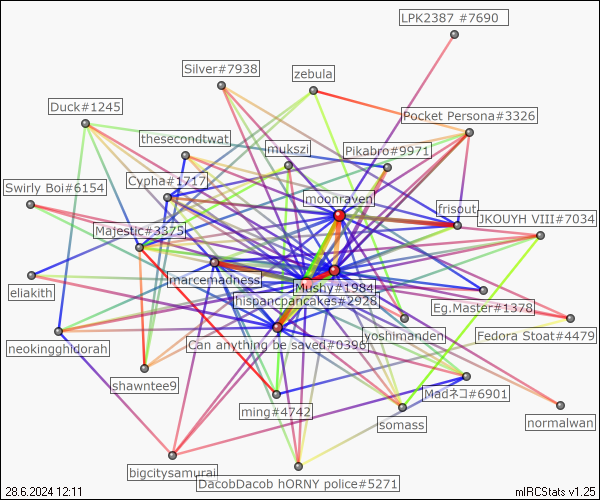 LPK2387 #7690
Silver#7938
zebula
Duck#1245
Pocket Persona#3326
thesecondtwat
mukszi
Pikabro#9971
Cypha#1717
Swirly Boi#6154
moonraven
frisout
JKOUYH VIII#7034
Majestic#3375
marcemadness
Mushy#1984
eliakith
hispanicpancakes#2928
Eg.Master#1378
yoshimanden
Fedora Stoat#4479
neokingghidorah
Can anything be saved#0396
shawntee9
Madネコ#6901
ming#4742
somass
normalwan
bigcitysamurai
DacobDacob hORNY police#5271
28.6.2024 12:11
mIRCStats v1.25